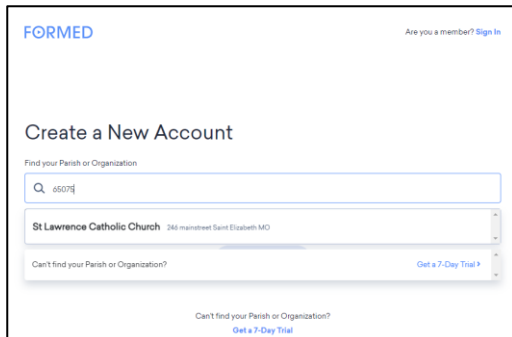 FORMED
Are you a member? Sign In
Create a New Account
Find your Parish or Organization
65075
St Lawrence Catholic Church 246 mainstreet Saint Elizabeth MO
Can't find your Parish or Organization? Get a 7-Day Trial >
Can't find your Parish or Organization?
Get a 7-Day Trial